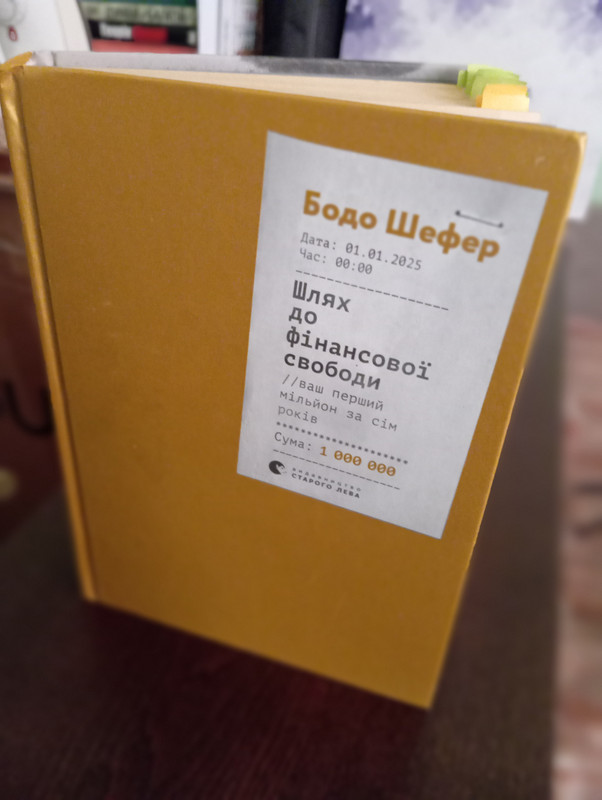 Бодо Шефер
Дата: 01.01.2025
Час: 00:00
Шлях
до
фінансової
свободи
//ваш перший
мільйон за сім
років
********************
Сума: 1 000 000
ВИДАВНИЦТВО
СТАРОГО ЛЕВА